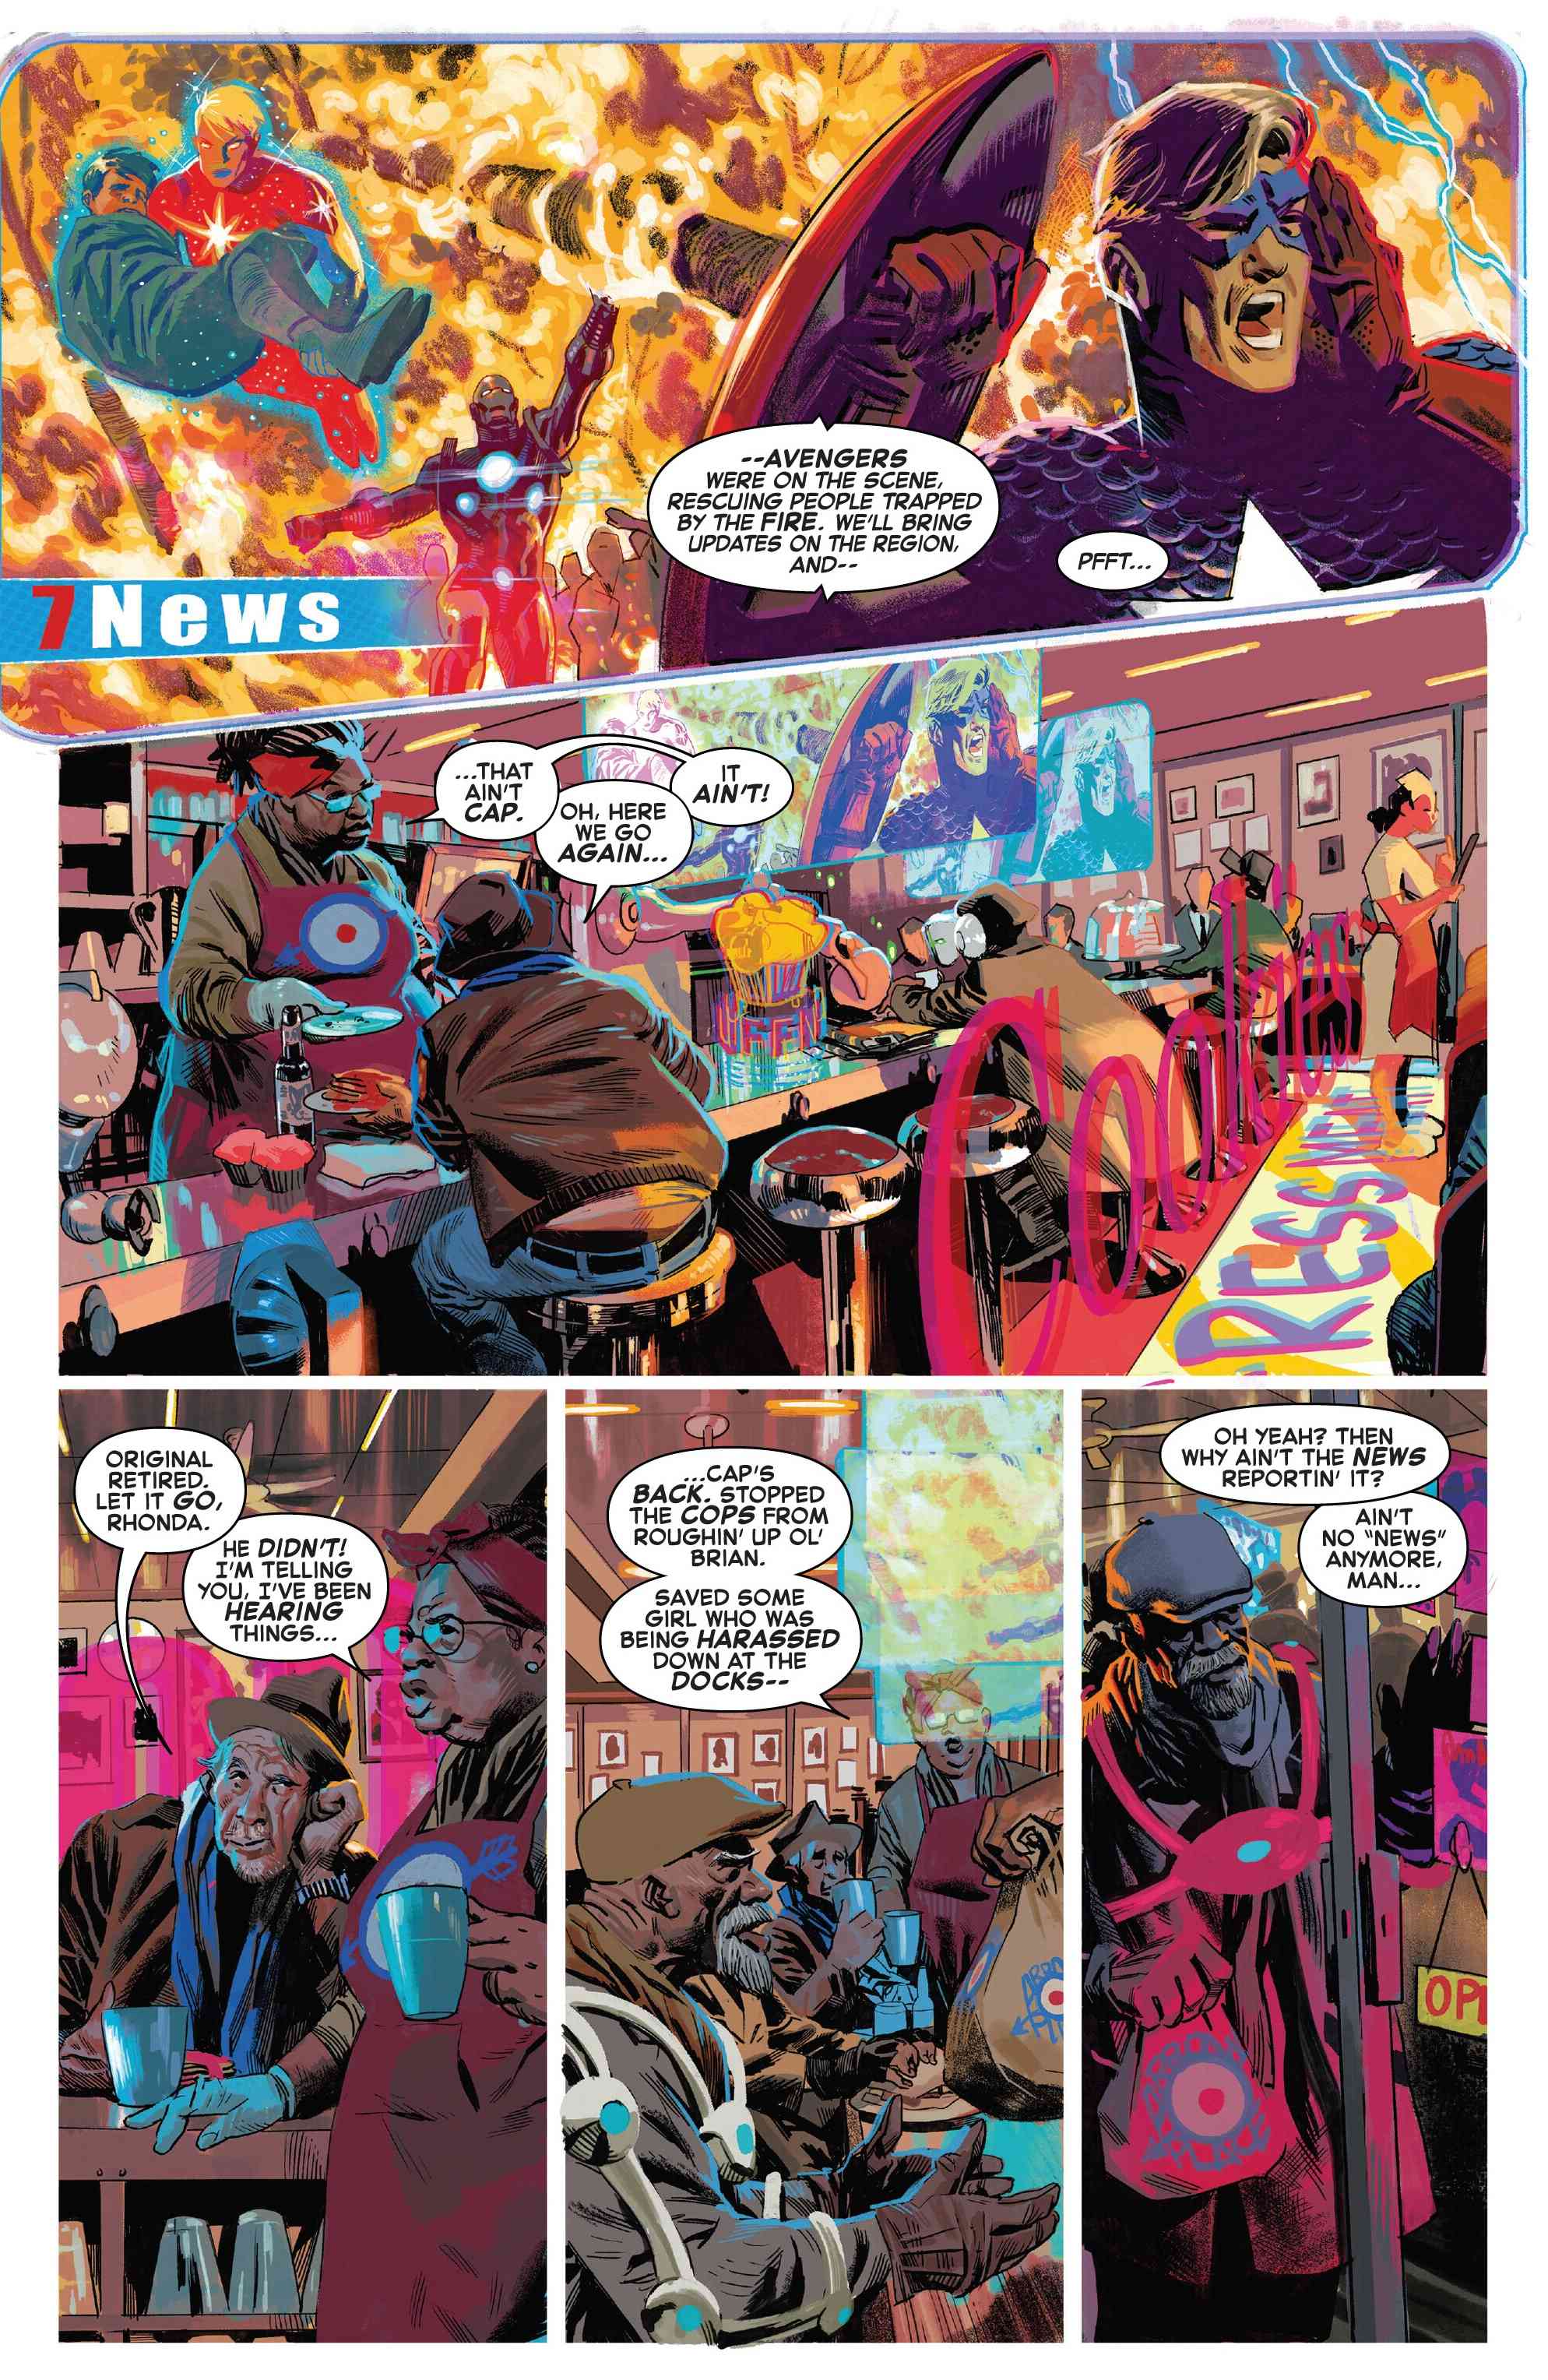 --AVENGERS
WERE ON THE SCENE,
RESCUING PEOPLE TRAPPED
BY THE FIRE. WE'LL BRING
UPDATES ON THE REGION,
AND--
PFFT...
7 News
...THAT
AIN'T
CAP.
OH, HERE
WE GO
AGAIN...
IT
AIN'T!
ORIGINAL
RETIRED.
LET IT GO,
RHONDA.
HE DIDN'T!
I'M TELLING
YOU, I'VE BEEN
HEARING
THINGS...
...CAP'S
BACK. STOPPED
THE COPS FROM
ROUGHIN' UP OL'
BRIAN.
SAVED SOME
GIRL WHO WAS
BEING HARASSED
DOWN AT THE
DOCKS--
OH YEAH? THEN
WHY AIN'T THE NEWS
REPORTIN' IT?
AIN'T
NO "NEWS"
ANYMORE,
MAN...